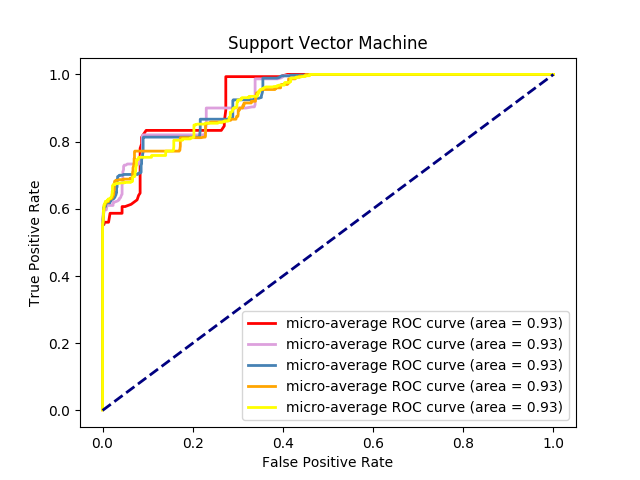 Support Vector Machine
True Positive Rate
1.0
0.8
0.6
0.4
0.2
0.0
micro-average ROC curve (area = 0.93)
micro-average ROC curve (area = 0.93)
micro-average ROC curve (area = 0.93)
micro-average ROC curve (area = 0.93)
micro-average ROC curve (area = 0.93)
0.0 0.2 0.4 0.6 0.8 1.0
False Positive Rate